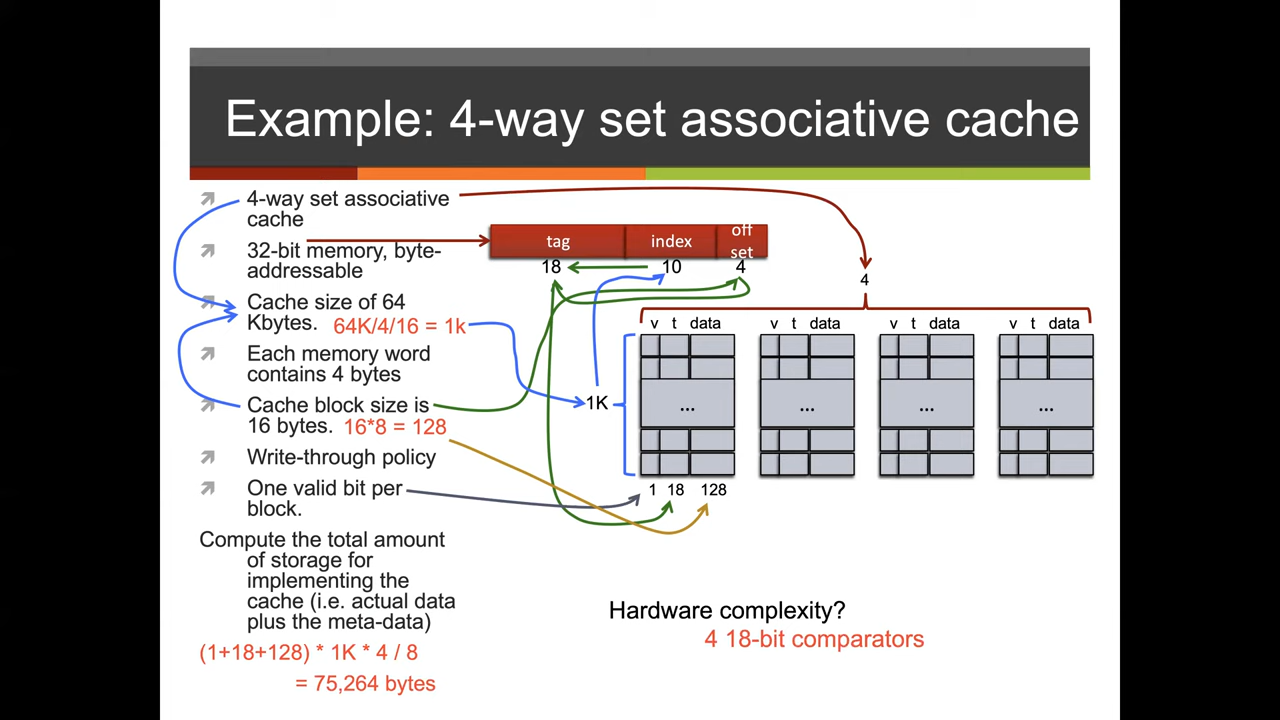 Example: 4-way set associative cache
4-way set associative
cache
32-bit memory, byte-
addressable
Cache size of 64
Kbytes. 64K/4/16 = 1k
Each memory word
contains 4 bytes
Cache block size is
16 bytes. 16*8 = 128
Write-through policy
One valid bit per
block.
Compute the total amount
of storage for
implementing the
cache (i.e. actual data
plus the meta-data)
(1+18+128) * 1K * 4 / 8
= 75,264 bytes
tag index off
set
18 10 4
4
v t data v t data v t data v t data
1K
... ... ... ...
1 18 128
Hardware complexity?
4 18-bit comparators